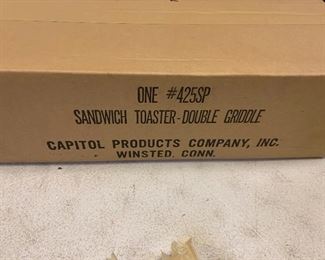 ONE #425SP
SANDWICH TOASTER-DOUBLE GRIDDLE
CAPITOL PRODUCTS COMPANY, INC.
WINSTED, CONN.